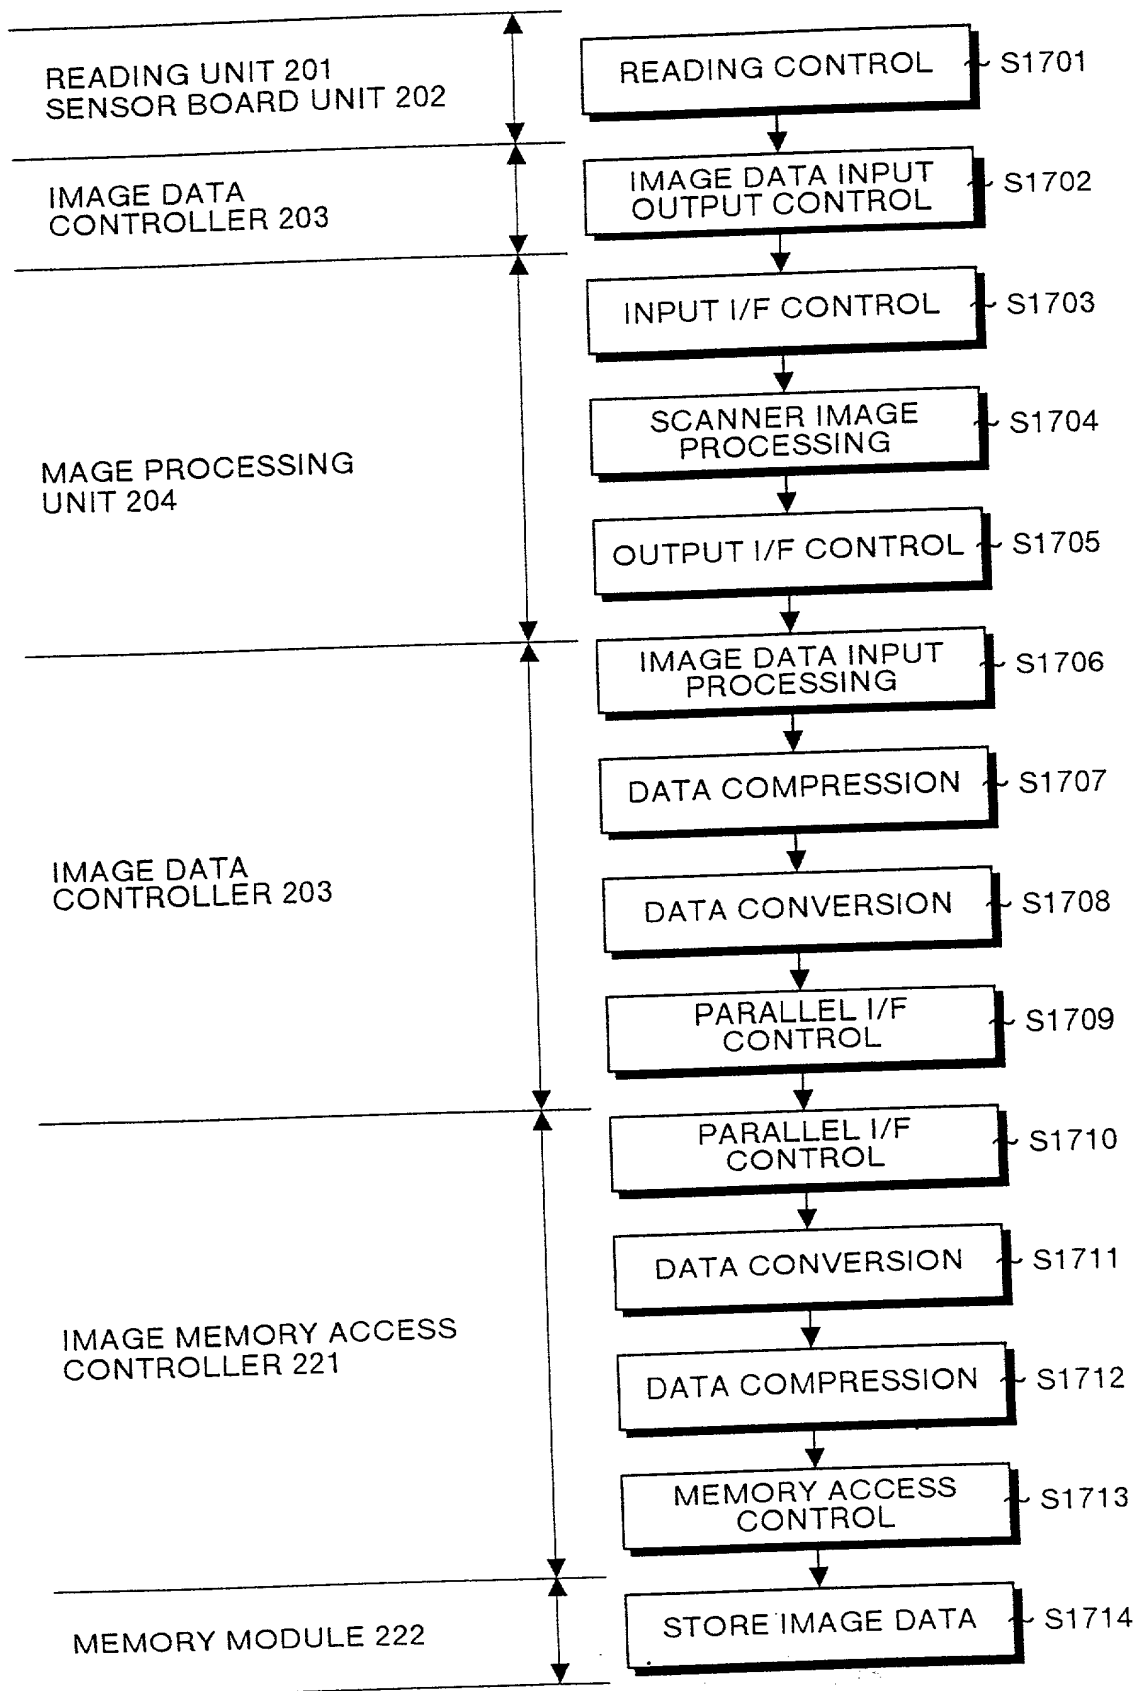 READING UNIT 201
SENSOR BOARD UNIT 202
READING CONTROL
S1701
IMAGE DATA
CONTROLLER 203
IMAGE DATA INPUT
OUTPUT CONTROL
S1702
MAGE PROCESSING
UNIT 204
INPUT I/F CONTROL
S1703
SCANNER IMAGE
PROCESSING
S1704
OUTPUT I/F CONTROL
S1705
IMAGE DATA
CONTROLLER 203
IMAGE DATA INPUT
PROCESSING
S1706
DATA COMPRESSION
S1707
DATA CONVERSION
S1708
PARALLEL I/F
CONTROL
S1709
IMAGE MEMORY ACCESS
CONTROLLER 221
PARALLEL I/F
CONTROL
S1710
DATA CONVERSION
S1711
DATA COMPRESSION
S1712
MEMORY ACCESS
CONTROL
S1713
MEMORY MODULE 222
STORE IMAGE DATA
S1714